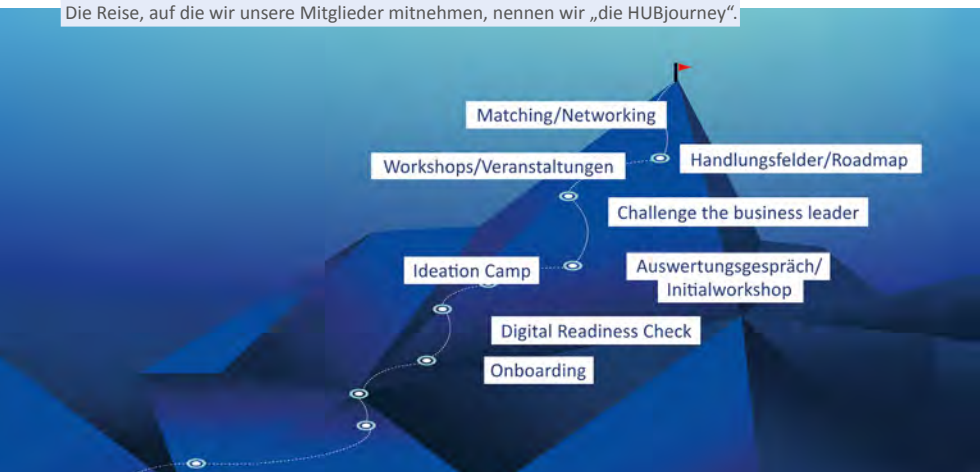 Die Reise, auf die wir unsere Mitglieder mitnehmen, nennen wir „die HUBjourney“.
Matching/Networking
Workshops/Veranstaltungen
Handlungsfelder/Roadmap
Challenge the business leader
Ideation Camp
Auswertungsgespräch/
Initialworkshop
Digital Readiness Check
Onboarding